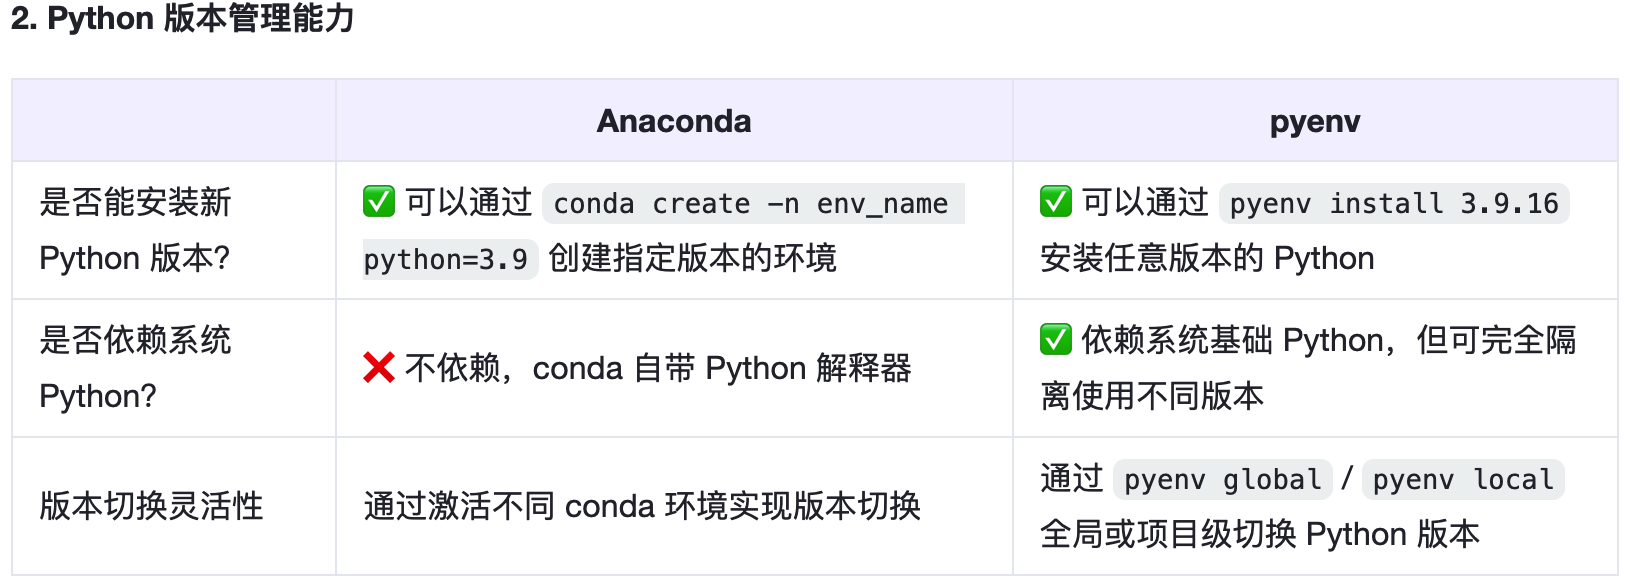 2. Python 版本管理能力
Anaconda
pyenv
是否能安装新
Python 版本?
✅ 可以通过 conda create -n env_name
python=3.9 创建指定版本的环境
✅ 可以通过 pyenv install 3.9.16
安装任意版本的 Python
是否依赖系统
Python?
❌ 不依赖，conda 自带 Python 解释器
✅ 依赖系统基础 Python，但可完全隔
离使用不同版本
版本切换灵活性
通过激活不同 conda 环境实现版本切换
通过 pyenv global / pyenv local
全局或项目级切换 Python 版本